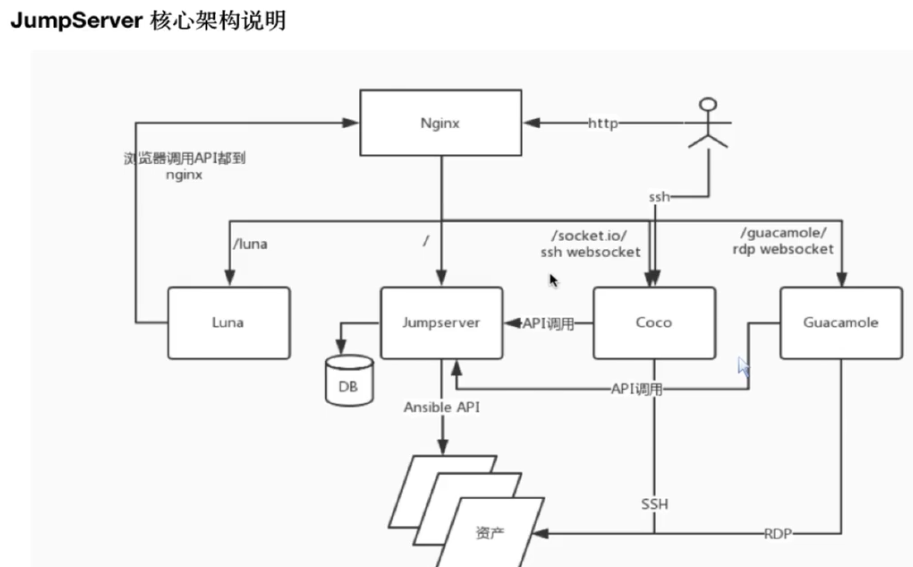 JumpServer 核心架构说明
Nginx
http
浏览器调用API都到
nginx
ssh
/luna
/
/socket.io/
ssh websocket
/guacamole/
rdp websocket
Luna
Jumpserver
API调用
Coco
Guacamole
DB
API调用
Ansible API
SSH
资产
RDP